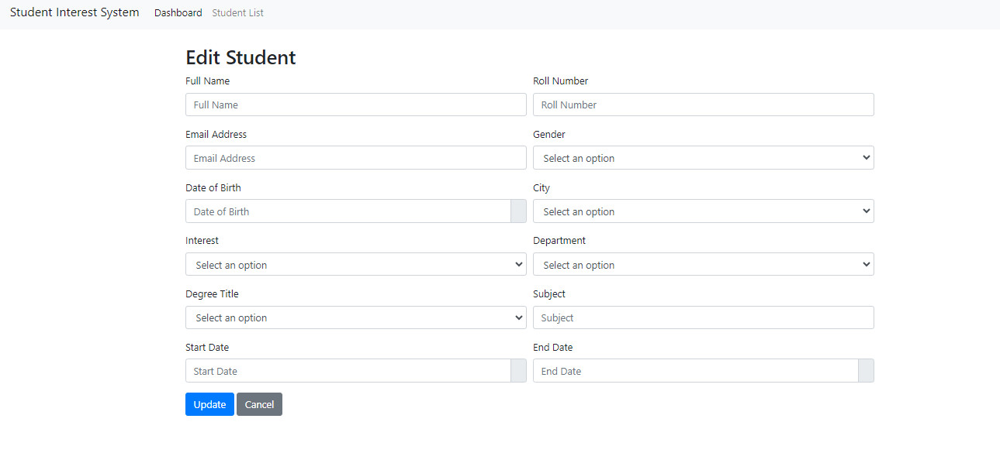 Student Interest System Dashboard Student List
Edit Student
Full Name Roll Number
Full Name Roll Number
Email Address Gender
Email Address Select an option
Date of Birth City
Date of Birth Select an option
Interest Department
Select an option Select an option
Degree Title Subject
Select an option Subject
Start Date End Date
Start Date End Date
Update Cancel